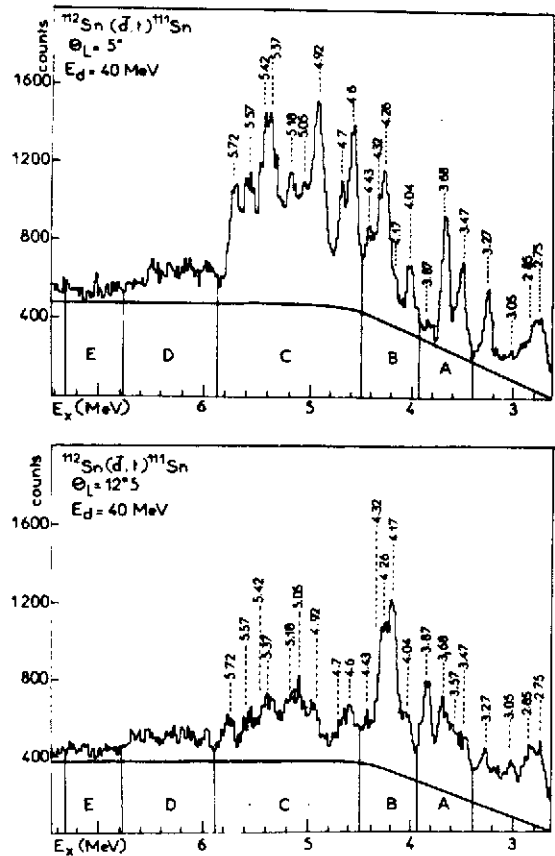 ¹¹²Sn (d⃗,t) ¹¹¹Sn
Θ_L = 5°
E_d = 40 MeV
counts
1600
1200
800
400
5.72
5.57
5.42
5.37
5.18
5.05
4.92
4.7
4.6
4.43
4.32
4.26
4.17
4.04
3.87
3.68
3.47
3.27
3.05
2.85
2.75
E
D
C
B
A
E_x (MeV)
6
5
4
3
¹¹²Sn (d⃗,t) ¹¹¹Sn
Θ_L = 12°5
E_d = 40 MeV
counts
1600
1200
800
400
5.72
5.57
5.42
5.37
5.18
5.05
4.92
4.7
4.6
4.43
4.32
4.26
4.17
4.04
3.87
3.68
3.57
3.47
3.27
3.05
2.85
2.75
E
D
C
B
A
E_x (MeV)
6
5
4
3